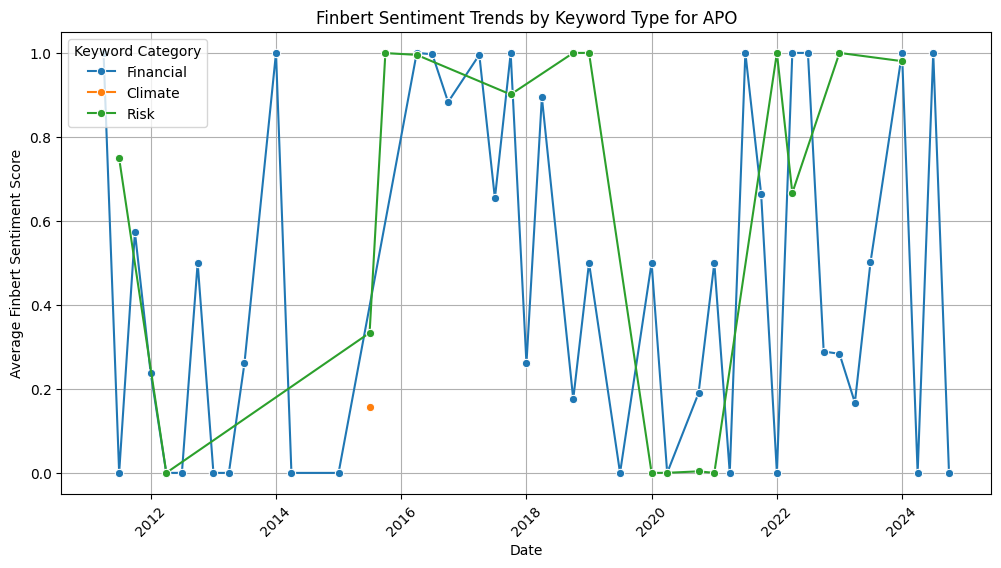 Finbert Sentiment Trends by Keyword Type for APO
Keyword Category
Financial
Climate
Risk
Average Finbert Sentiment Score
1.0
0.8
0.6
0.4
0.2
0.0
2012
2014
2016
2018
2020
2022
2024
Date